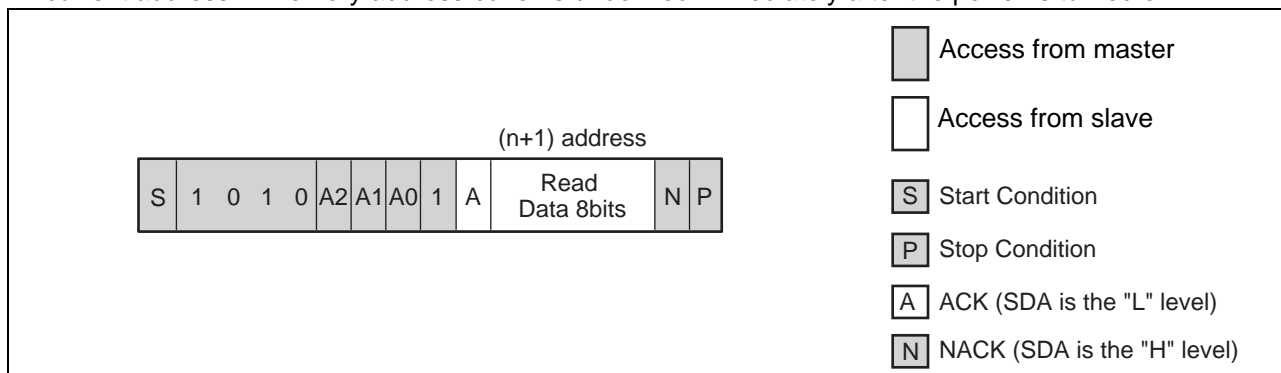 (n+1) address
S 1 0 1 0 A2 A1 A0 1 A Read Data 8bits N P
Access from master
Access from slave
S Start Condition
P Stop Condition
A ACK (SDA is the "L" level)
N NACK (SDA is the "H" level)